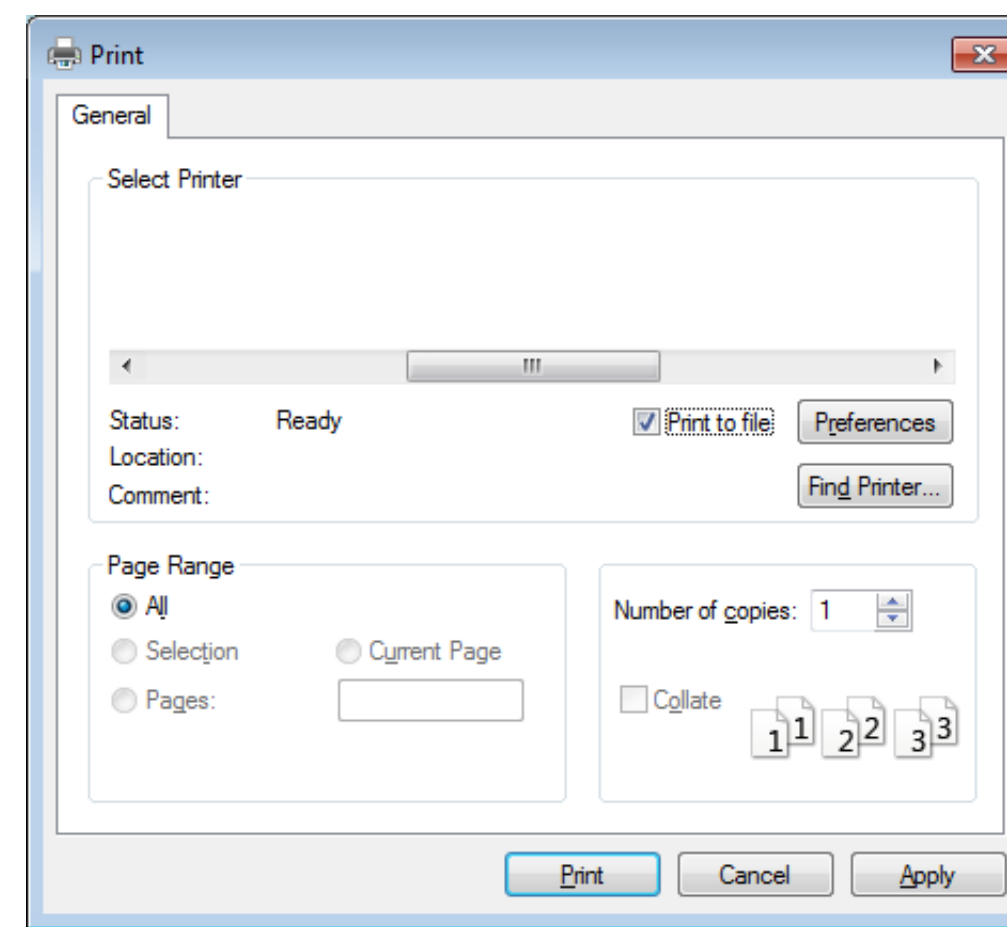 Print
General
Select Printer
Status: Ready
Print to file
Preferences
Location:
Comment:
Find Printer...
Page Range
All
Selection
Current Page
Pages:
Number of copies: 1
Collate
1 1 2 2 3 3
Print
Cancel
Apply